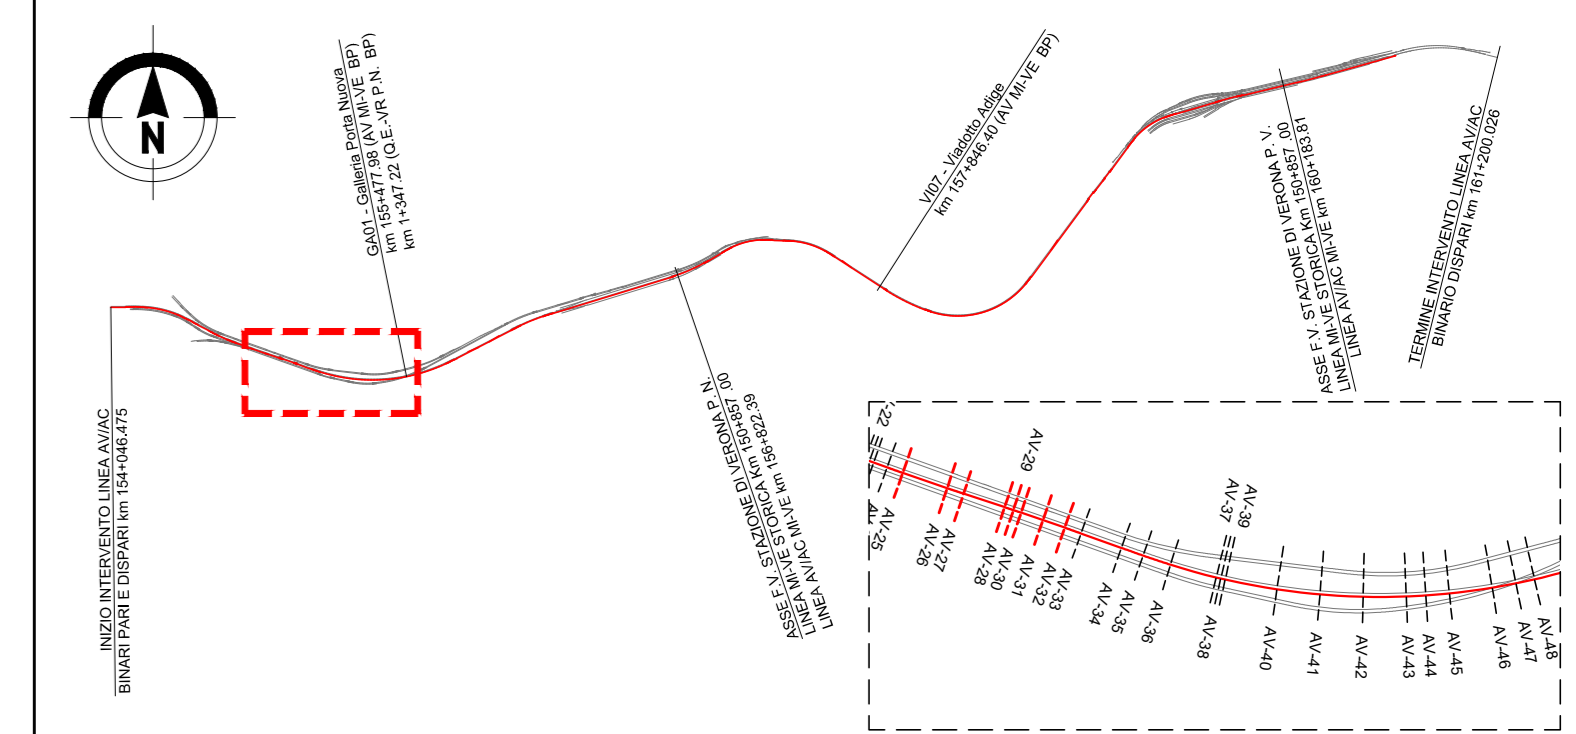 N
GA01 - Galleria Porta Nuova
km 155+477.98 (AV MI-VE BP)
km 1+347.22 (Q.E.-VR P.N. BP)
VI07 - Viadotto Adige
km 157+846.40 (AV MI-VE BP)
ASSE F.V. STAZIONE DI VERONA P. V.
LINEA MI-VE STORICA Km 150+857 .00
LINEA AV/AC MI-VE km 160+183.81
TERMINE INTERVENTO LINEA AV/AC
BINARIO DISPARI km 161+200.026
INIZIO INTERVENTO LINEA AV/AC
BINARI PARI E DISPARI km 154+046.475
ASSE F.V. STAZIONE DI VERONA P. N.
LINEA MI-VE STORICA Km 150+857 .00
LINEA AV/AC MI-VE km 156+822.39
-22
AV-29
AV-37
AV-39
AV-25
AV-26
AV-27
AV-28
AV-30
AV-31
AV-32
AV-33
AV-34
AV-35
AV-36
AV-38
AV-40
AV-41
AV-42
AV-43
AV-44
AV-45
AV-46
AV-47
AV-48